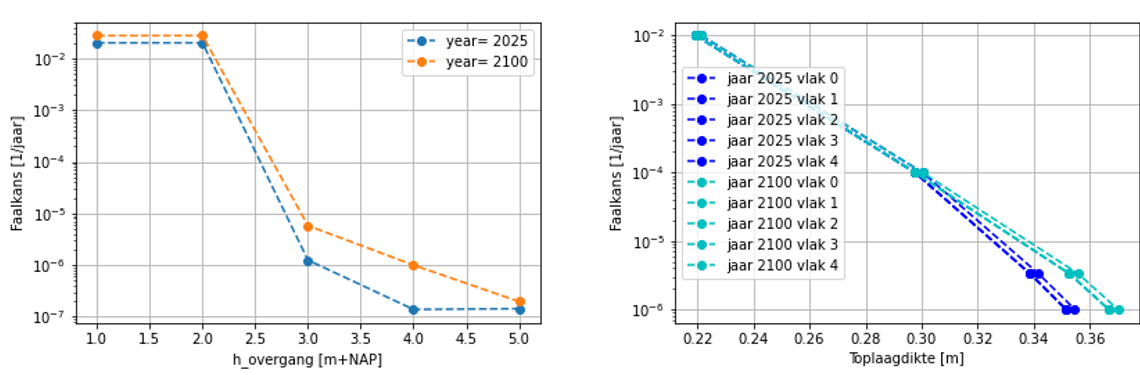 year= 2025
year= 2100
10⁻²
10⁻³
10⁻⁴
10⁻⁵
10⁻⁶
10⁻⁷
Faalkans [1/jaar]
1.0 1.5 2.0 2.5 3.0 3.5 4.0 4.5 5.0
h_overgang [m+NAP]
jaar 2025 vlak 0
jaar 2025 vlak 1
jaar 2025 vlak 2
jaar 2025 vlak 3
jaar 2025 vlak 4
jaar 2100 vlak 0
jaar 2100 vlak 1
jaar 2100 vlak 2
jaar 2100 vlak 3
jaar 2100 vlak 4
10⁻²
10⁻³
10⁻⁴
10⁻⁵
10⁻⁶
Faalkans [1/jaar]
0.22 0.24 0.26 0.28 0.30 0.32 0.34 0.36
Toplaagdikte [m]